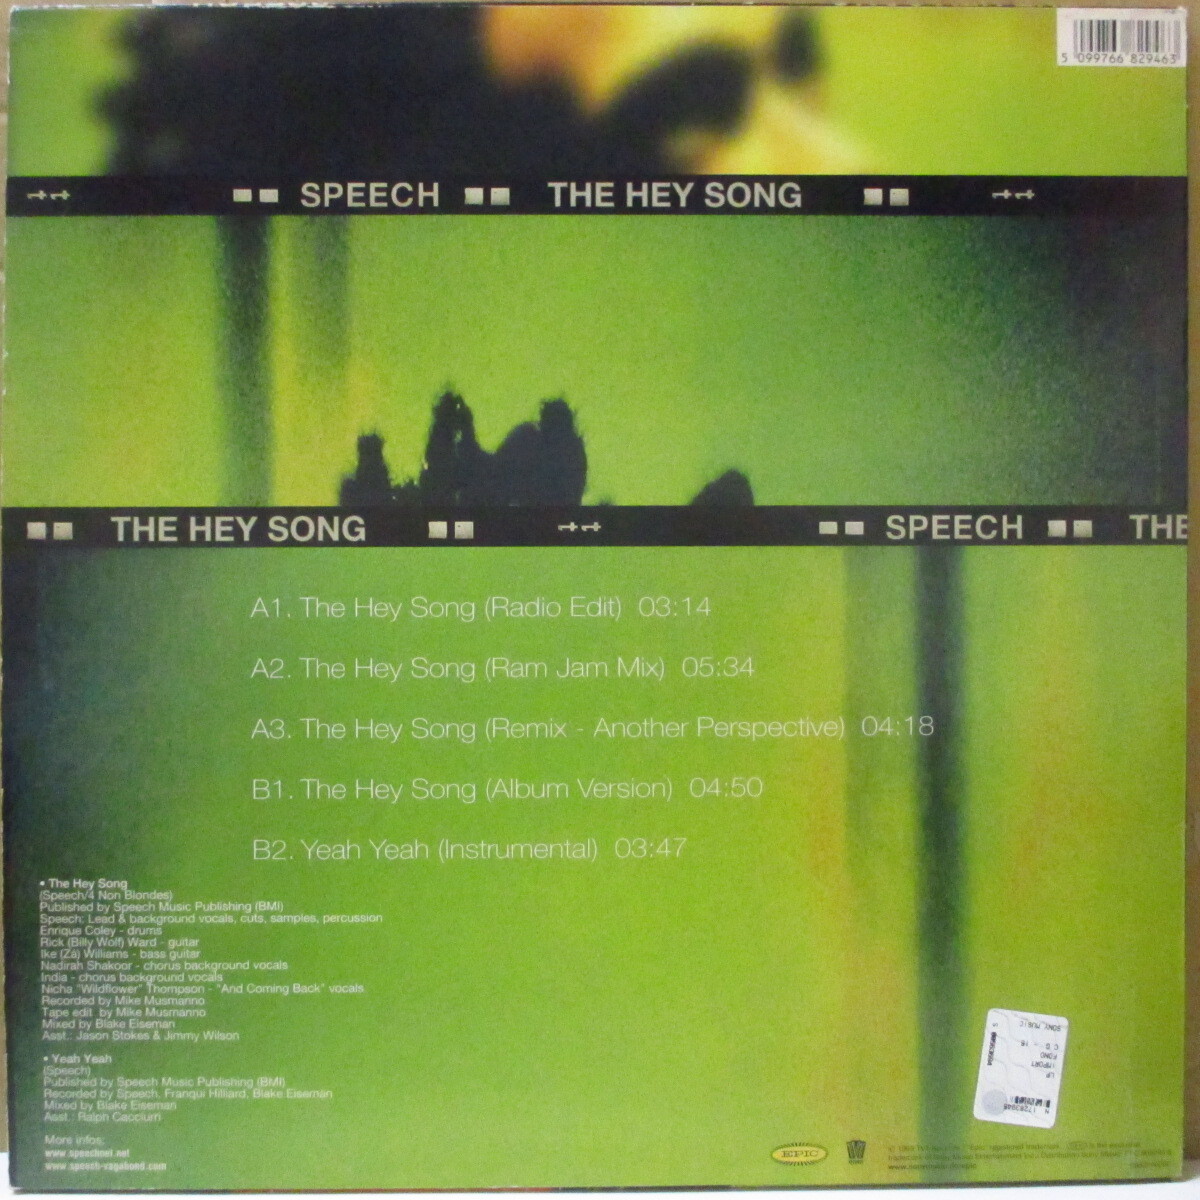 5 099766 829463
SPEECH THE HEY SONG
THE HEY SONG SPEECH THE
A1. The Hey Song (Radio Edit) 03:14
A2. The Hey Song (Ram Jam Mix) 05:34
A3. The Hey Song (Remix - Another Perspective) 04:18
B1. The Hey Song (Album Version) 04:50
B2. Yeah Yeah (Instrumental) 03:47
• The Hey Song
(Speech/4 Non Blondes)
Published by Speech Music Publishing (BMI)
Speech: Lead & background vocals, cuts, samples, percussion
Enrique Coley - drums
Rick (Billy Wolf) Ward - guitar
Ike (Za) Williams - bass guitar
Nadirah Shakoor - chorus background vocals
India - chorus background vocals
Nicha "Wildflower" Thompson - "And Coming Back" vocals
Recorded by Mike Musmanno
Tape edit by Mike Musmanno
Mixed by Blake Eiseman
Asst.: Jason Stokes & Jimmy Wilson
• Yeah Yeah
(Speech)
Published by Speech Music Publishing (BMI)
Recorded by Speech, Franqui Hilliard, Blake Eiseman
Mixed by Blake Eiseman
Asst.: Ralph Cacciurri
More infos:
www.speechnet.net
www.speech-vagabond.com
EPIC
SONY MUSIC
LP